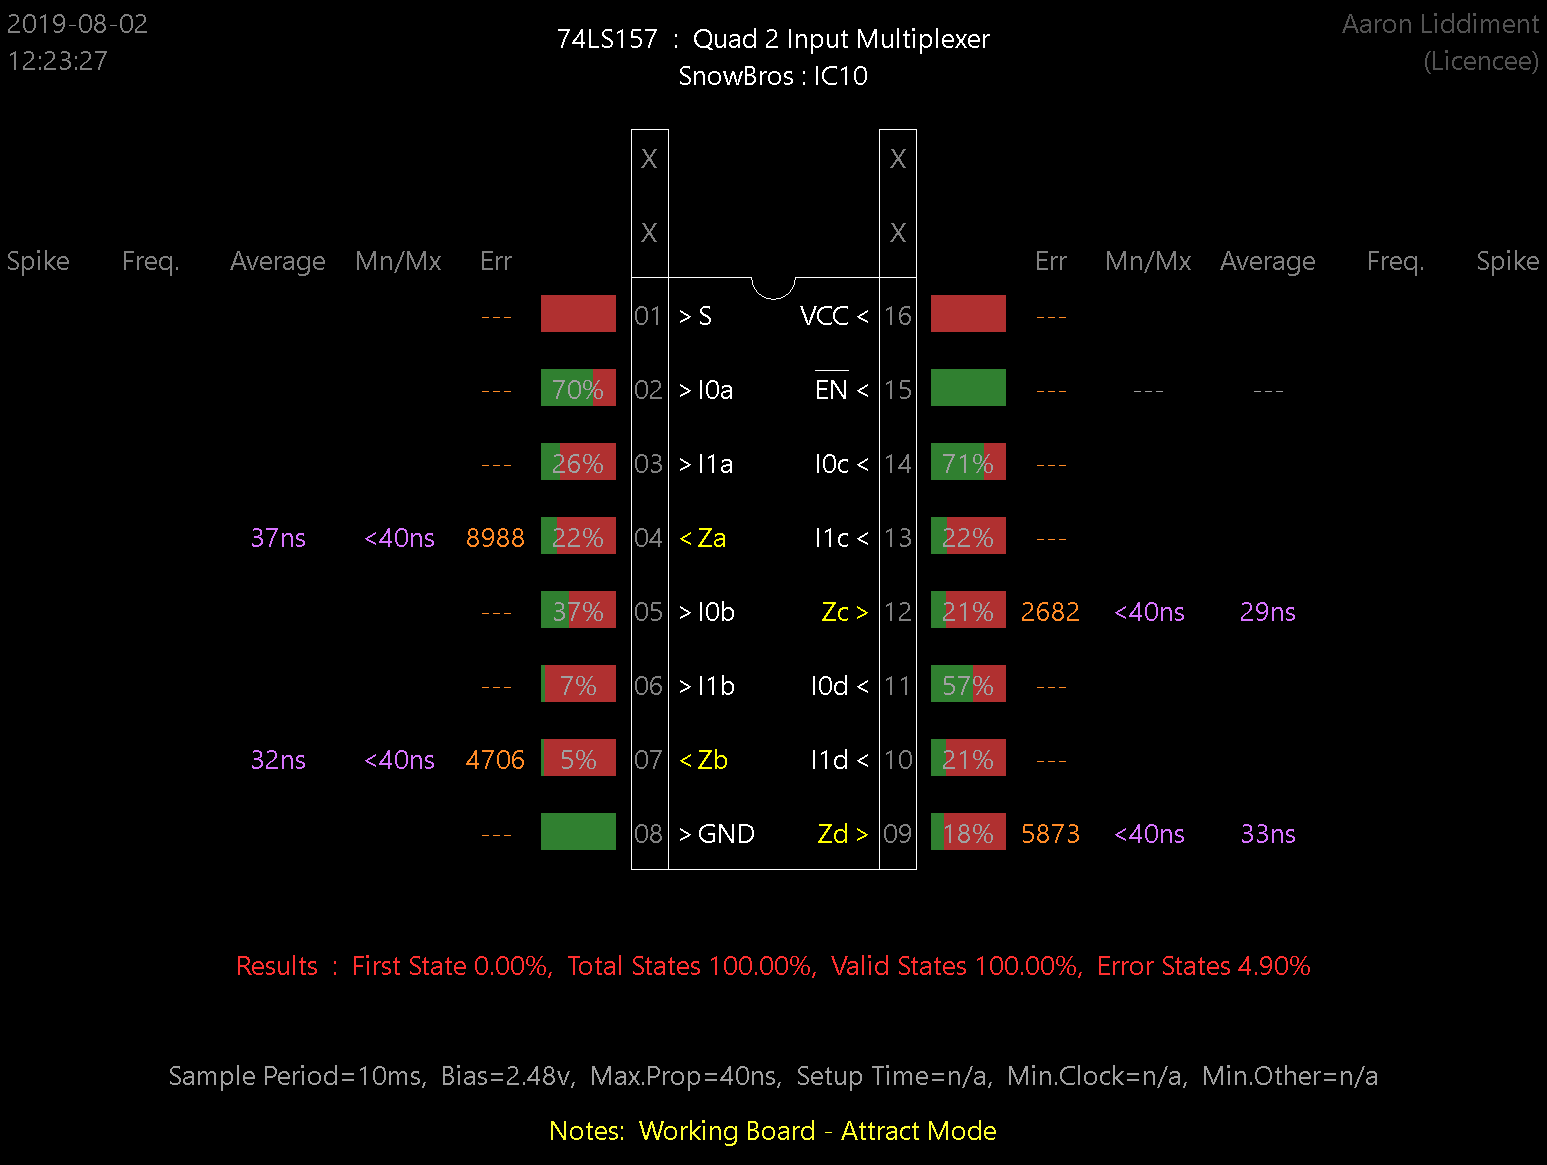 2019-08-02
12:23:27
74LS157 : Quad 2 Input Multiplexer
SnowBros : IC10
Aaron Liddiment
(Licencee)
X X
X X
Spike Freq. Average Mn/Mx Err Err Mn/Mx Average Freq. Spike
--- 01 > S VCC < 16 ---
--- 70% 02 > I0a EN < 15 --- --- ---
--- 26% 03 > I1a I0c < 14 71% ---
37ns <40ns 8988 22% 04 < Za I1c < 13 22% ---
--- 37% 05 > I0b Zc > 12 21% 2682 <40ns 29ns
--- 7% 06 > I1b I0d < 11 57% ---
32ns <40ns 4706 5% 07 < Zb I1d < 10 21% ---
--- 08 > GND Zd > 09 18% 5873 <40ns 33ns
Results : First State 0.00%, Total States 100.00%, Valid States 100.00%, Error States 4.90%
Sample Period=10ms, Bias=2.48v, Max.Prop=40ns, Setup Time=n/a, Min.Clock=n/a, Min.Other=n/a
Notes: Working Board - Attract Mode